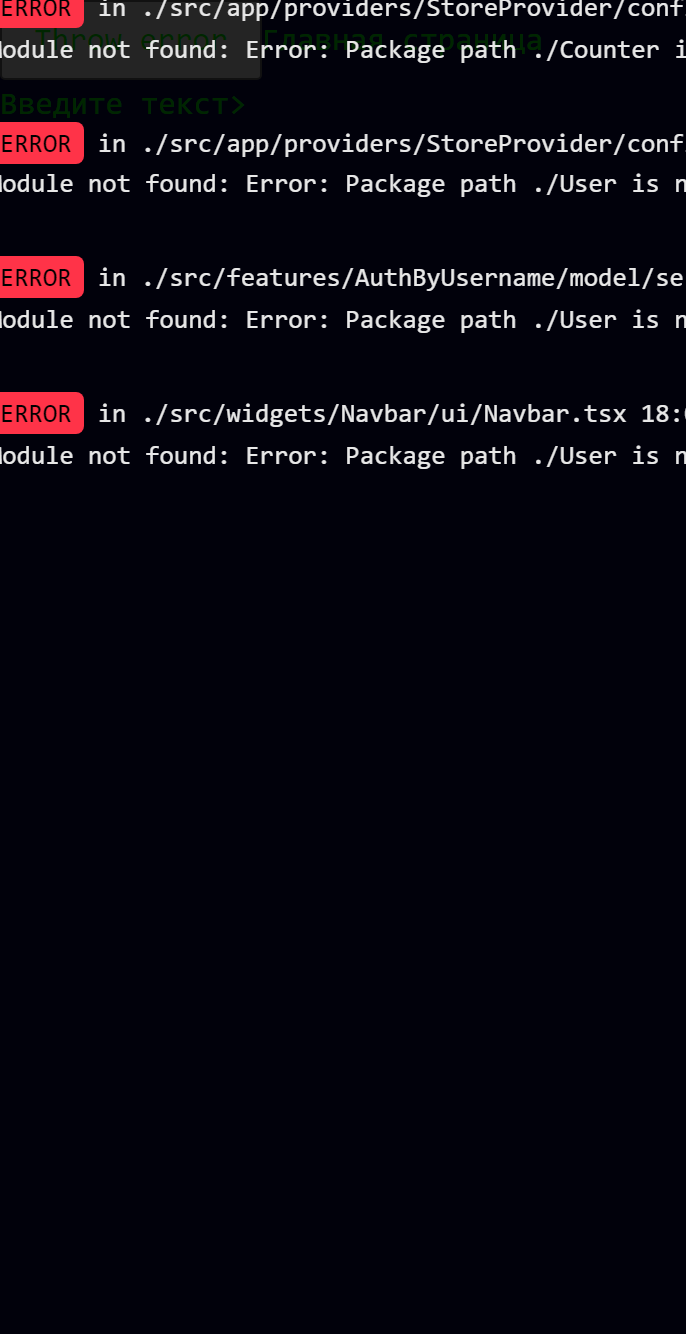 ERROR in ./src/app/providers/StoreProvider/conf
Throw error Главная страница
Module not found: Error: Package path ./Counter i
Введите текст>
ERROR in ./src/app/providers/StoreProvider/conf
Module not found: Error: Package path ./User is n
ERROR in ./src/features/AuthByUsername/model/se
Module not found: Error: Package path ./User is n
ERROR in ./src/widgets/Navbar/ui/Navbar.tsx 18:
Module not found: Error: Package path ./User is n